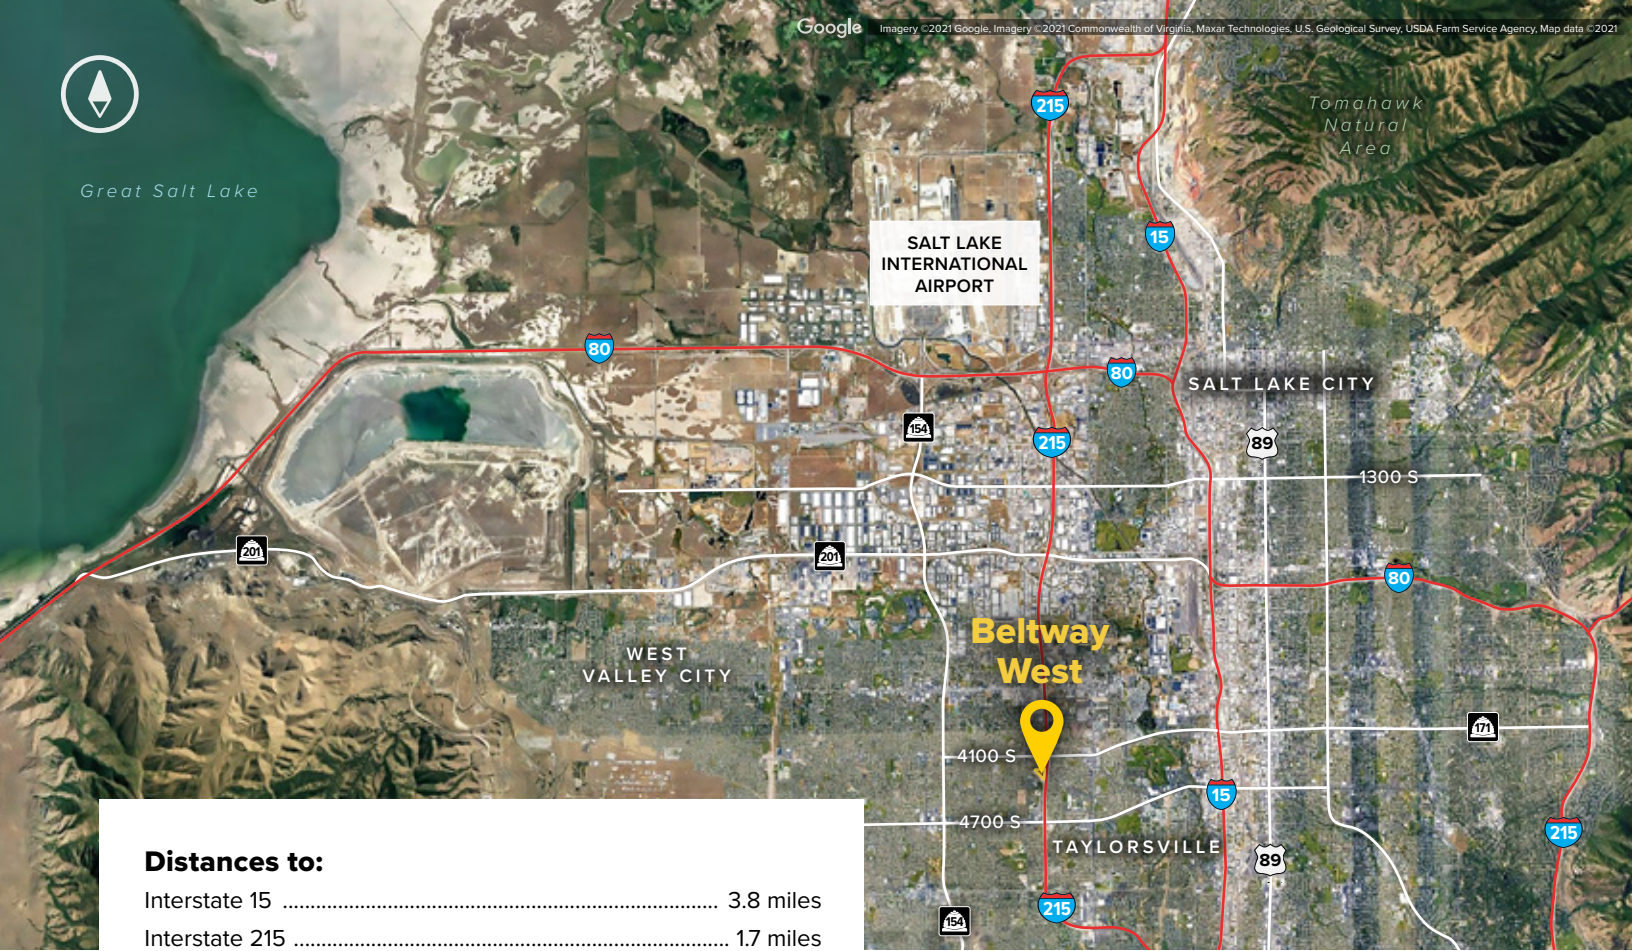 Google Imagery ©2021 Google, Imagery ©2021 Commonwealth of Virginia, Maxar Technologies, U.S. Geological Survey, USDA Farm Service Agency, Map data ©2021
215
Tomahawk
Natural
Area
Great Salt Lake
15
SALT LAKE
INTERNATIONAL
AIRPORT
80
80
SALT LAKE CITY
154
215
89
1300 S
201
201
80
Beltway
West
WEST
VALLEY CITY
171
4100 S
15
4700 S
215
TAYLORSVILLE
89
215
154
Distances to:
Interstate 15 ............................................................................... 3.8 miles
Interstate 215 ............................................................................... 1.7 miles